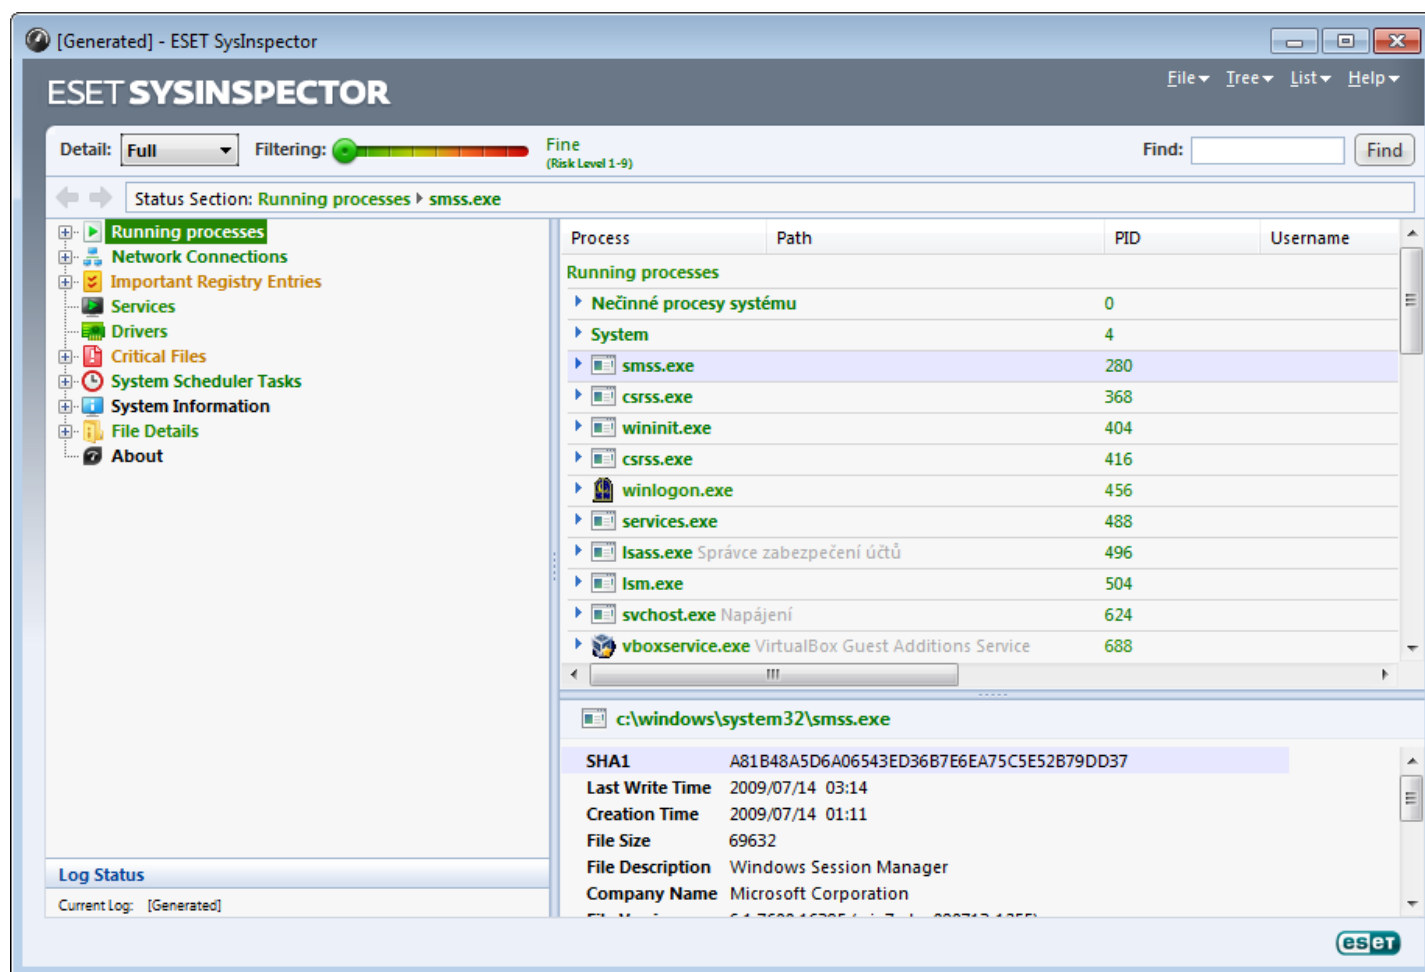 [Generated] - ESET SysInspector
ESET SYSINSPECTOR
File Tree List Help
Detail: Full Filtering: Fine (Risk Level 1-9) Find: Find
Status Section: Running processes smss.exe
Running processes
Network Connections
Important Registry Entries
Services
Drivers
Critical Files
System Scheduler Tasks
System Information
File Details
About
Log Status
Current Log: [Generated]
Process Path PID Username
Running processes
Nečinné procesy systému 0
System 4
smss.exe 280
csrss.exe 368
wininit.exe 404
csrss.exe 416
winlogon.exe 456
services.exe 488
lsass.exe Správce zabezpečení účtů 496
lsm.exe 504
svchost.exe Napájení 624
vboxservice.exe VirtualBox Guest Additions Service 688
c:\windows\system32\smss.exe
SHA1 A81B48A5D6A06543ED36B7E6EA75C5E52B79DD37
Last Write Time 2009/07/14 03:14
Creation Time 2009/07/14 01:11
File Size 69632
File Description Windows Session Manager
Company Name Microsoft Corporation
eseT